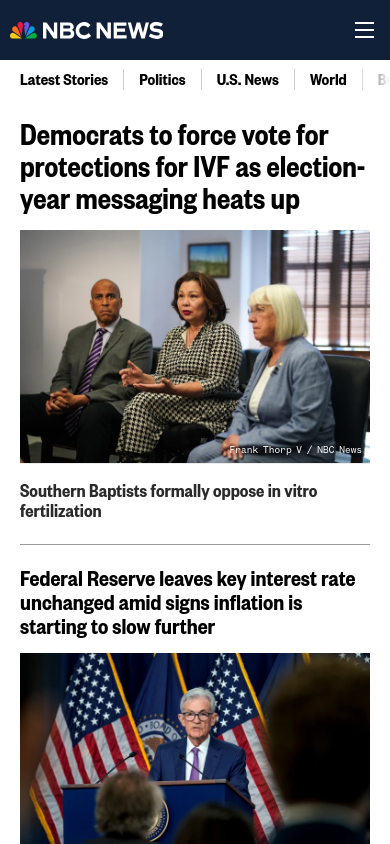 NBC NEWS
Latest Stories
Politics
U.S. News
World
Democrats to force vote for
protections for IVF as election-
year messaging heats up
Frank Thorp V / NBC News
Southern Baptists formally oppose in vitro
fertilization
Federal Reserve leaves key interest rate
unchanged amid signs inflation is
starting to slow further